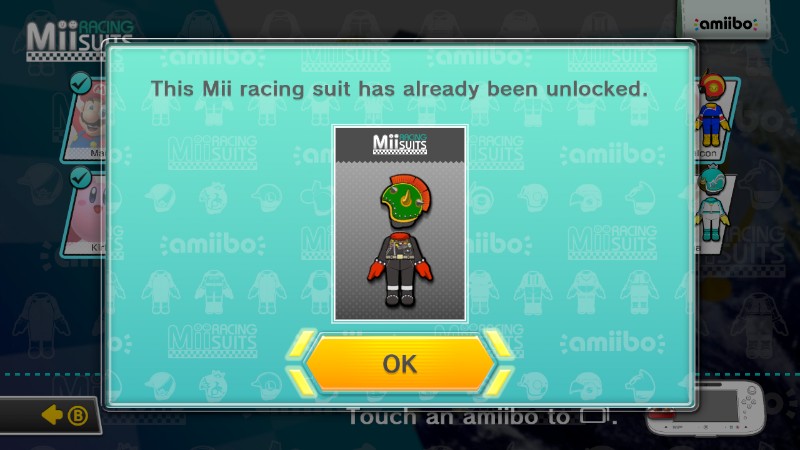 Mii RACING SUITS
amiibo
This Mii racing suit has already been unlocked.
Mii RACING SUITS
OK
B
Touch an amiibo to